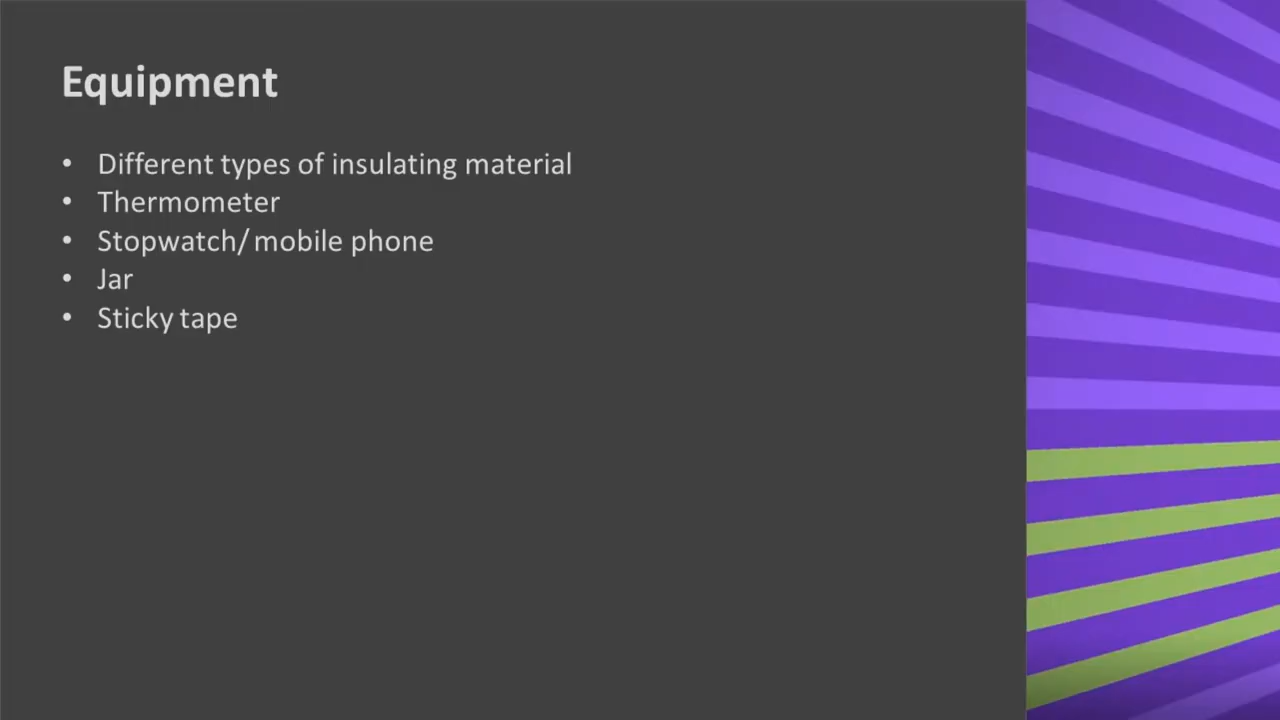 Equipment
• Different types of insulating material
• Thermometer
• Stopwatch/ mobile phone
• Jar
• Sticky tape